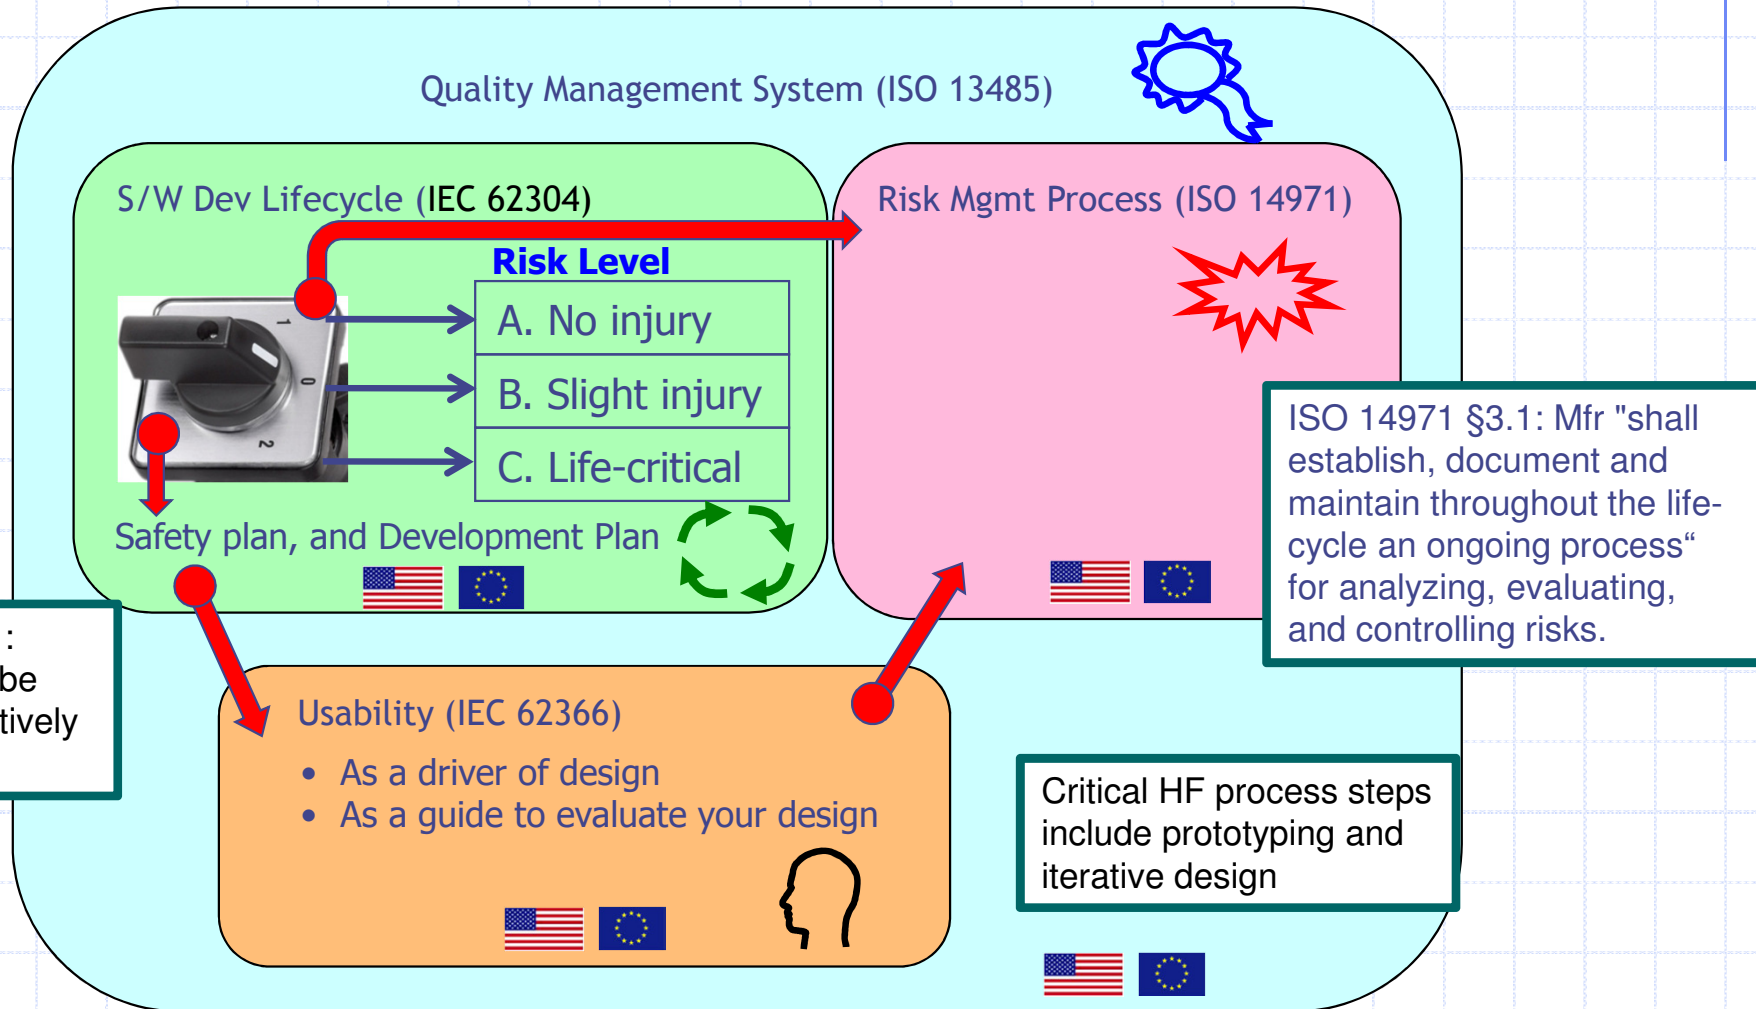 Quality Management System (ISO 13485)
S/W Dev Lifecycle (IEC 62304)
Risk Mgmt Process (ISO 14971)
Risk Level
1
0
2
A. No injury
B. Slight injury
C. Life-critical
Safety plan, and Development Plan
ISO 14971 §3.1: Mfr "shall
establish, document and
maintain throughout the life-
cycle an ongoing process“
for analyzing, evaluating,
and controlling risks.
:
be
tively
Usability (IEC 62366)
• As a driver of design
• As a guide to evaluate your design
Critical HF process steps
include prototyping and
iterative design